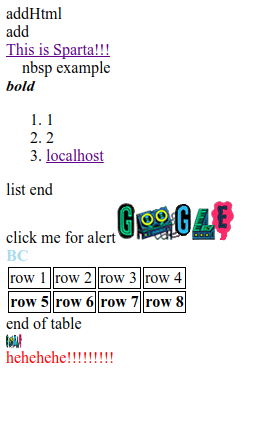 addHtml
add
This is Sparta!!!
nbsp example
bold
1. 1
2. 2
3. localhost
list end
click me for alert GOOGLE
BC
row 1 row 2 row 3 row 4
row 5 row 6 row 7 row 8
end of table
hehehehe!!!!!!!!!